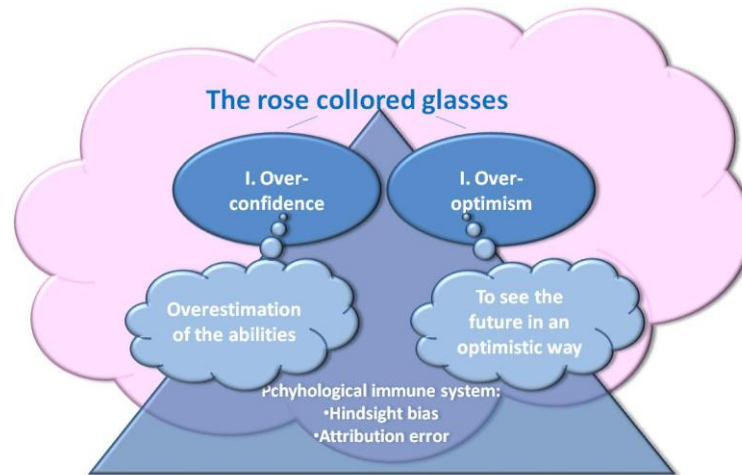 The rose collored glasses
I. Over-
confidence
I. Over-
optimism
Overestimation
of the abilities
To see the
future in an
optimistic way
Pchyhological immune system:
•Hindsight bias
•Attribution error